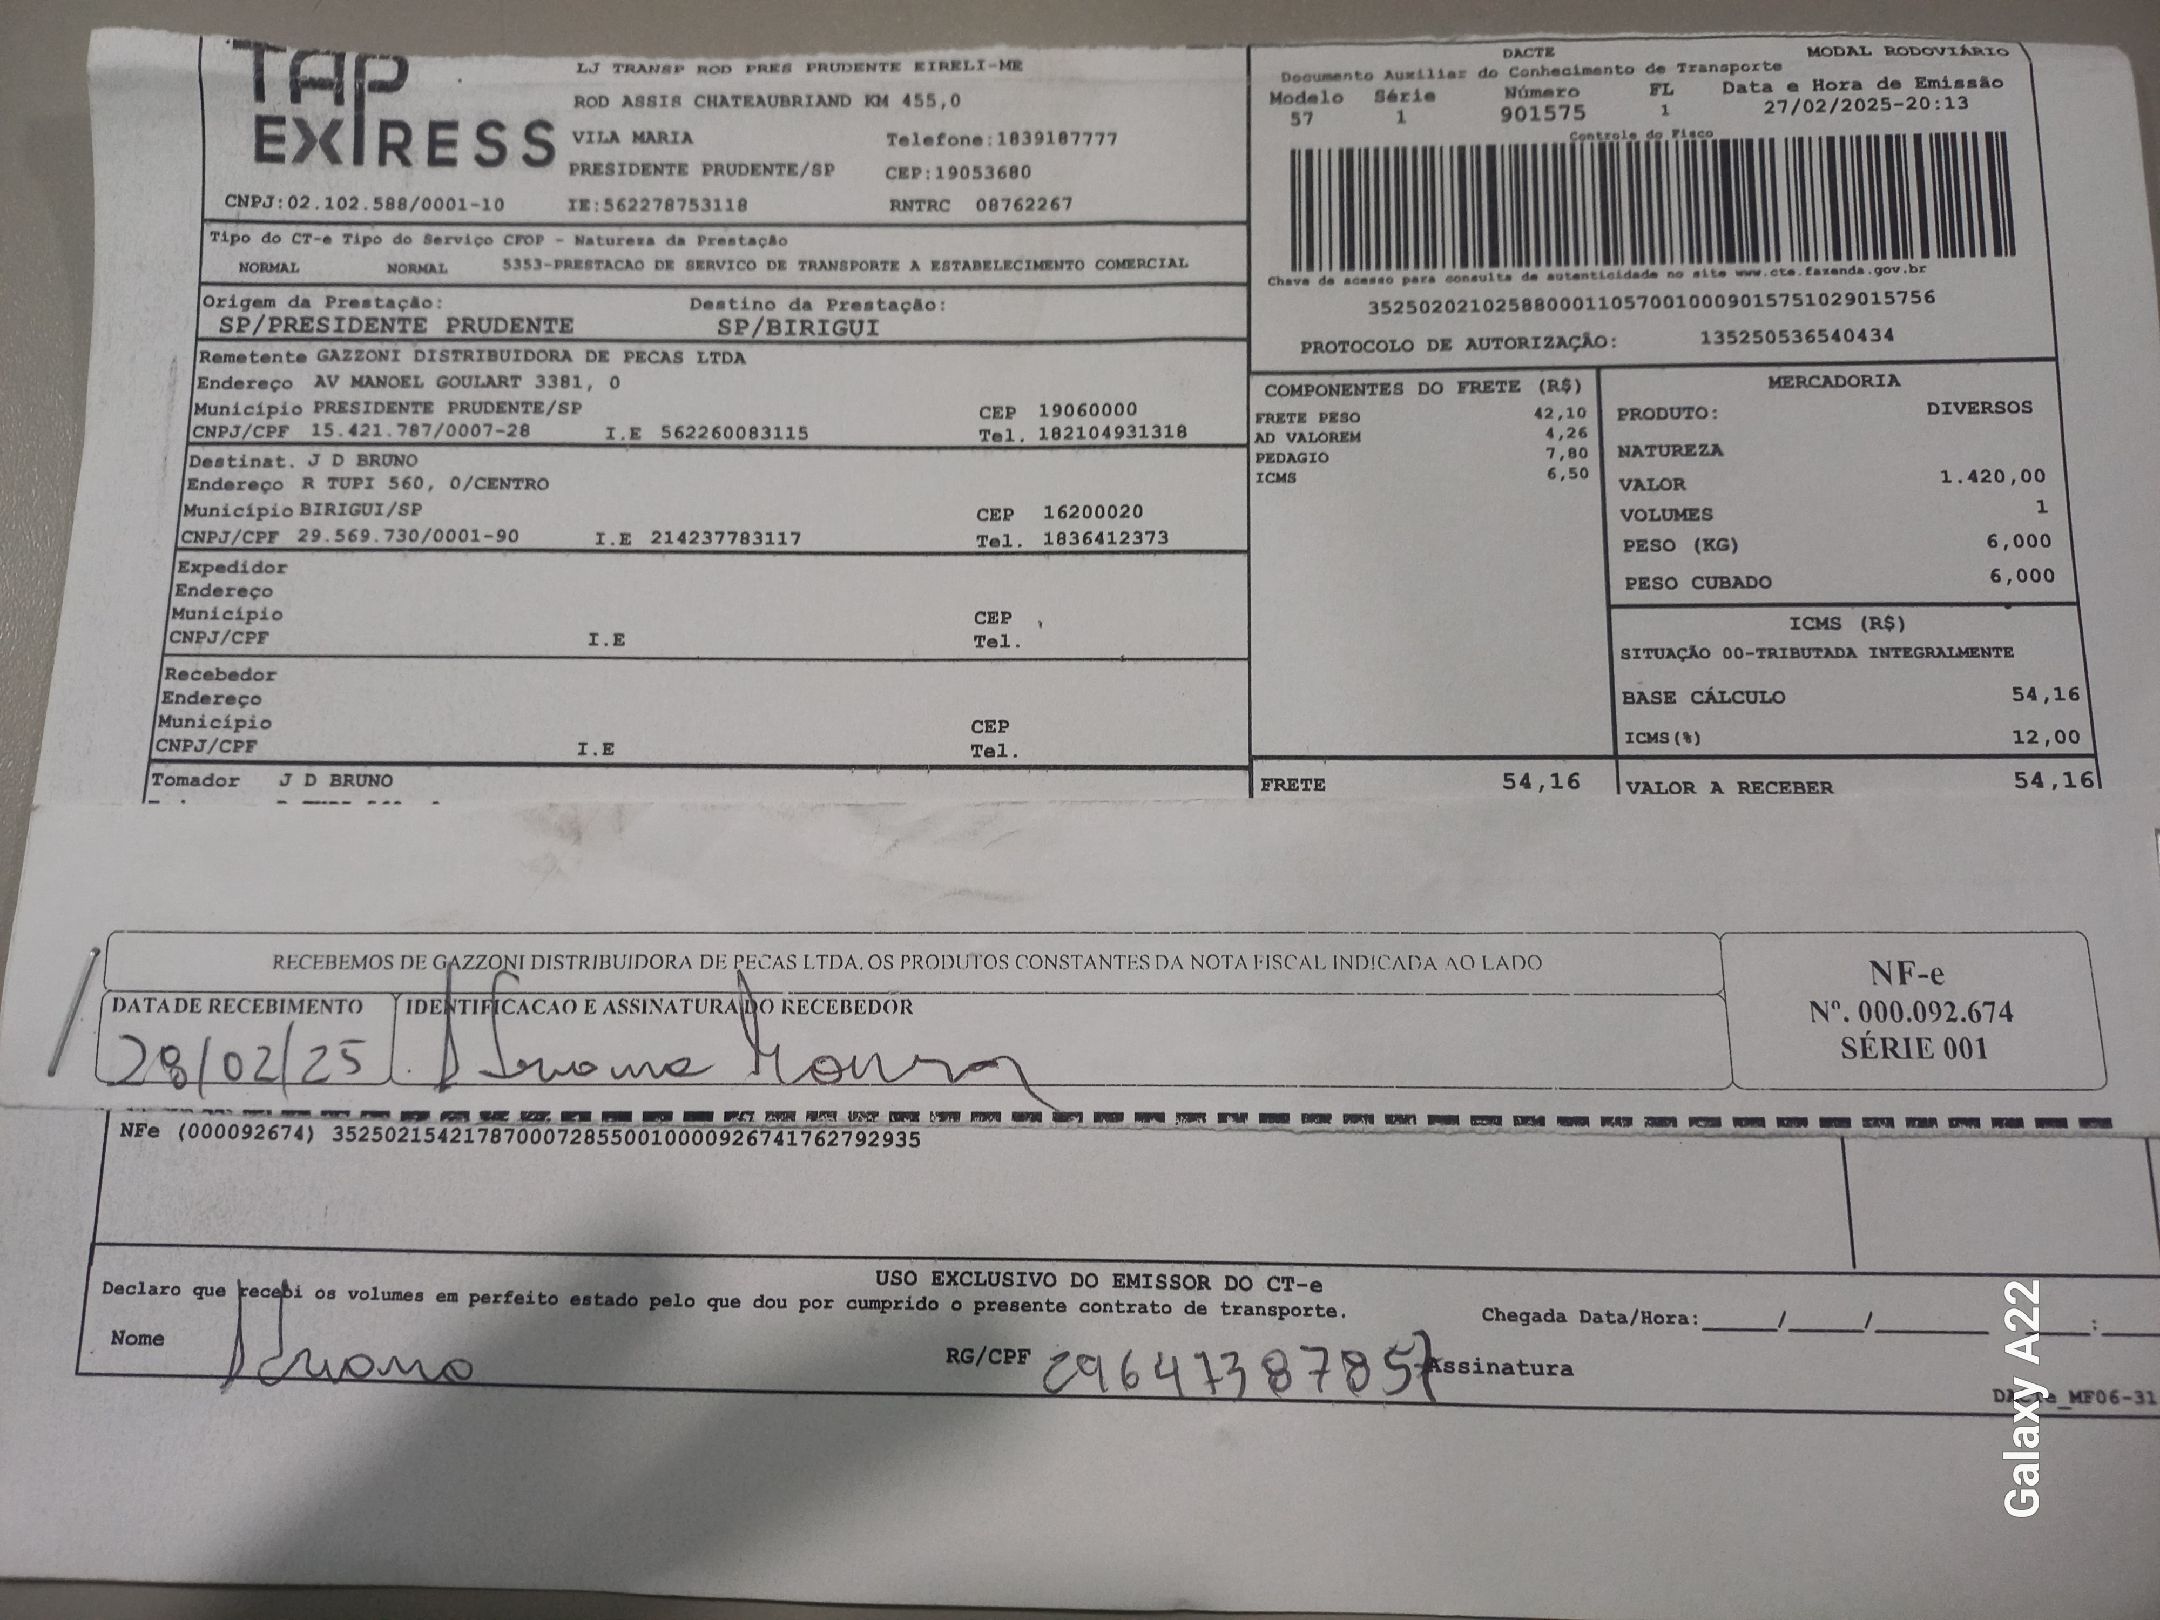 TAP EXPRESS
LJ TRANSP ROD PRES PRUDENTE EIRELI-ME
ROD ASSIS CHATEAUBRIAND KM 455,0
VILA MARIA Telefone:1839187777
PRESIDENTE PRUDENTE/SP CEP:19053680
CNPJ:02.102.588/0001-10 IE:562278753118 RNTRC 08762267
DACTE MODAL RODOVIÁRIO
Documento Auxiliar do Conhecimento de Transporte
Modelo Série Número FL Data e Hora de Emissão
57 1 901575 1 27/02/2025-20:13
Controle do Fisco
Chave de acesso para consulta de autenticidade no site www.cte.fazenda.gov.br
35250202102588000110570010009015751029015756
PROTOCOLO DE AUTORIZAÇÃO: 135250536540434
Tipo do CT-e Tipo do Serviço CFOP - Natureza da Prestação
NORMAL NORMAL 5353-PRESTACAO DE SERVICO DE TRANSPORTE A ESTABELECIMENTO COMERCIAL
Origem da Prestação: Destino da Prestação:
SP/PRESIDENTE PRUDENTE SP/BIRIGUI
Remetente GAZZONI DISTRIBUIDORA DE PECAS LTDA
Endereço AV MANOEL GOULART 3381, 0
Município PRESIDENTE PRUDENTE/SP CEP 19060000
CNPJ/CPF 15.421.787/0007-28 I.E 562260083115 Tel. 182104931318
Destinat. J D BRUNO
Endereço R TUPI 560, 0/CENTRO
Município BIRIGUI/SP CEP 16200020
CNPJ/CPF 29.569.730/0001-90 I.E 214237783117 Tel. 1836412373
Expedidor
Endereço
Município CEP
CNPJ/CPF I.E Tel.
Recebedor
Endereço
Município CEP
CNPJ/CPF I.E Tel.
Tomador J D BRUNO
COMPONENTES DO FRETE (R$)
FRETE PESO 42,10
AD VALOREM 4,26
PEDAGIO 7,80
ICMS 6,50
FRETE 54,16
MERCADORIA
PRODUTO: DIVERSOS
NATUREZA
VALOR 1.420,00
VOLUMES 1
PESO (KG) 6,000
PESO CUBADO 6,000
ICMS (R$)
SITUAÇÃO 00-TRIBUTADA INTEGRALMENTE
BASE CÁLCULO 54,16
ICMS(%) 12,00
VALOR A RECEBER 54,16
RECEBEMOS DE GAZZONI DISTRIBUIDORA DE PECAS LTDA. OS PRODUTOS CONSTANTES DA NOTA FISCAL INDICADA AO LADO
DATA DE RECEBIMENTO IDENTIFICACAO E ASSINATURA DO RECEBEDOR
28/02/25
NF-e
Nº. 000.092.674
SÉRIE 001
NFe (000092674) 35250215421787000728550010000926741762792935
USO EXCLUSIVO DO EMISSOR DO CT-e
Declaro que recebi os volumes em perfeito estado pelo que dou por cumprido o presente contrato de transporte.
Chegada Data/Hora:____/____/______ ____:____
Nome RG/CPF 29647387857 Assinatura
DACTe_MF06-31
Galaxy A22